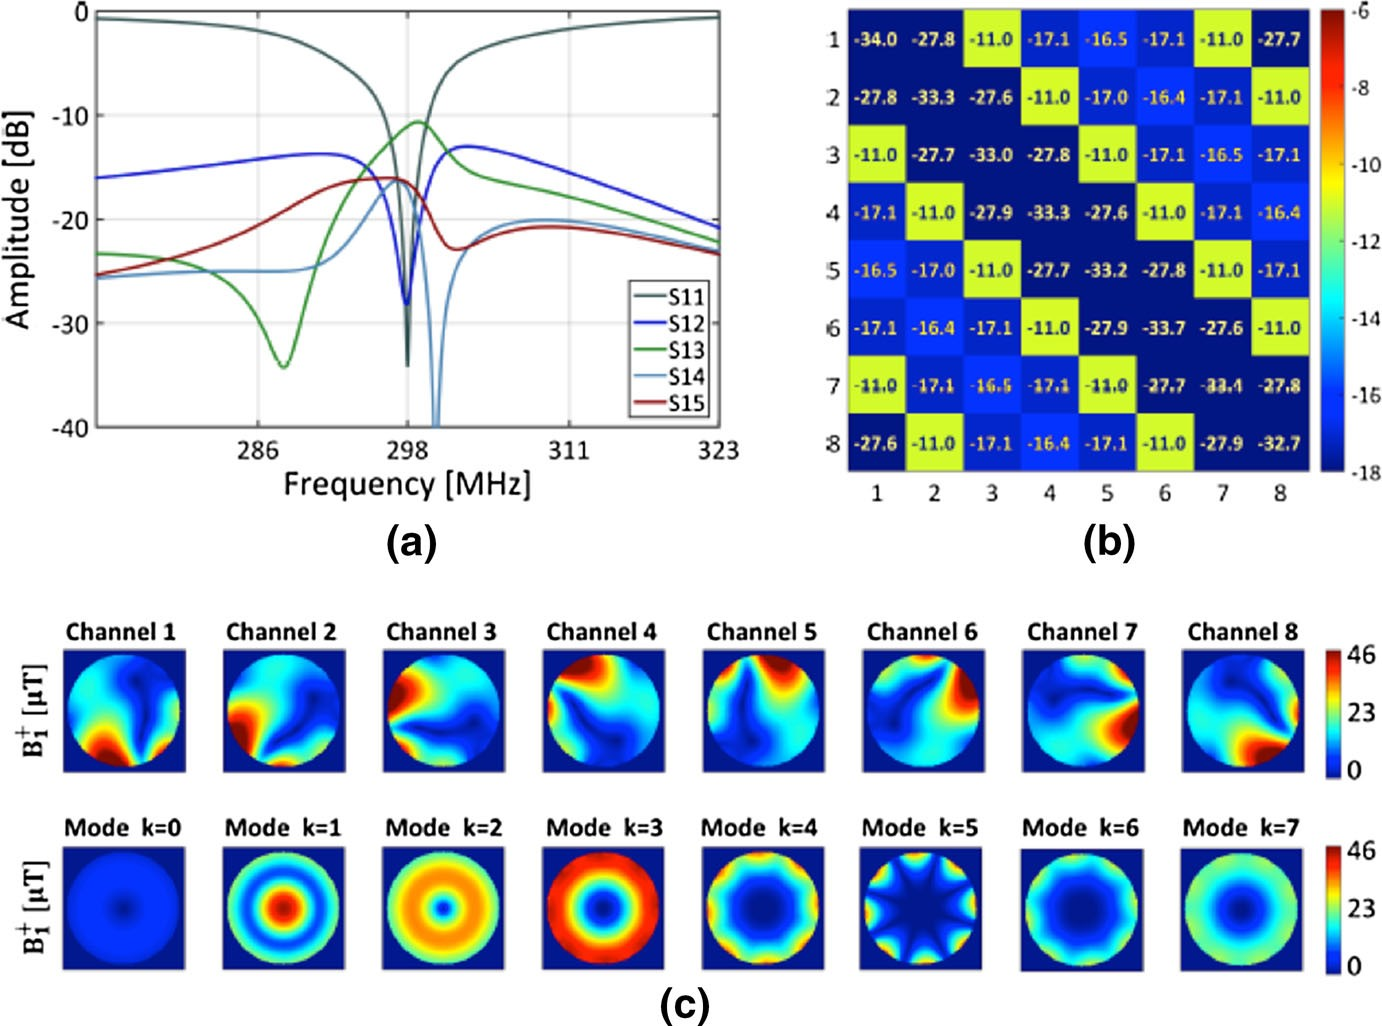 0
-10
-20
-30
-40
Amplitude [dB]
286 298 311 323
Frequency [MHz]
S11
S12
S13
S14
S15
(a)
1 -34.0 -27.8 -11.0 -17.1 -16.5 -17.1 -11.0 -27.7
2 -27.8 -33.3 -27.6 -11.0 -17.0 -16.4 -17.1 -11.0
3 -11.0 -27.7 -33.0 -27.8 -11.0 -17.1 -16.5 -17.1
4 -17.1 -11.0 -27.9 -33.3 -27.6 -11.0 -17.1 -16.4
5 -16.5 -17.0 -11.0 -27.7 -33.2 -27.8 -11.0 -17.1
6 -17.1 -16.4 -17.1 -11.0 -27.9 -33.7 -27.6 -11.0
7 -11.0 -17.1 -16.5 -17.1 -11.0 -27.7 -33.4 -27.8
8 -27.6 -11.0 -17.1 -16.4 -17.1 -11.0 -27.9 -32.7
1 2 3 4 5 6 7 8
-6
-8
-10
-12
-14
-16
-18
(b)
Channel 1 Channel 2 Channel 3 Channel 4 Channel 5 Channel 6 Channel 7 Channel 8
B₁⁺ [µT]
46
23
0
Mode k=0 Mode k=1 Mode k=2 Mode k=3 Mode k=4 Mode k=5 Mode k=6 Mode k=7
B₁⁺ [µT]
46
23
0
(c)